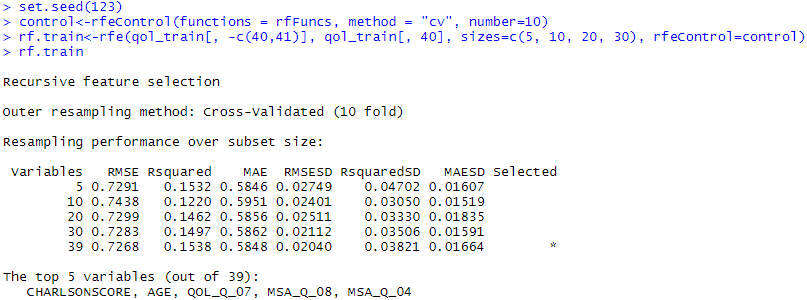 > set.seed(123)
> control<-rfeControl(functions = rfFuncs, method = "cv", number=10)
> rf.train<-rfe(qol_train[, -c(40,41)], qol_train[, 40], sizes=c(5, 10, 20, 30), rfeControl=control)
> rf.train
Recursive feature selection
Outer resampling method: Cross-Validated (10 fold)
Resampling performance over subset size:
Variables RMSE Rsquared MAE RMSESD RsquaredSD MAESD Selected
5 0.7291 0.1532 0.5846 0.02749 0.04702 0.01607
10 0.7438 0.1220 0.5951 0.02401 0.03050 0.01519
20 0.7299 0.1462 0.5856 0.02511 0.03330 0.01835
30 0.7283 0.1497 0.5862 0.02112 0.03506 0.01591
39 0.7268 0.1538 0.5848 0.02040 0.03821 0.01664 *
The top 5 variables (out of 39):
CHARLSONSCORE, AGE, QOL_Q_07, MSA_Q_08, MSA_Q_04